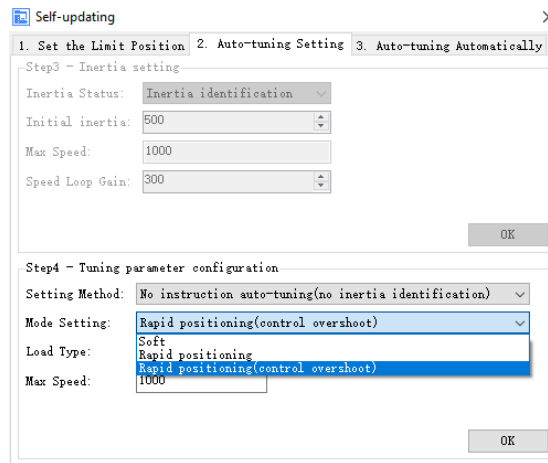 Self-updating
1. Set the Limit Position 2. Auto-tuning Setting 3. Auto-tuning Automatically
Step3 - Inertia setting
Inertia Status: Inertia identification
Initial inertia: 500
Max Speed: 1000
Speed Loop Gain: 300
OK
Step4 - Tuning parameter configuration
Setting Method: No instruction auto-tuning(no inertia identification)
Mode Setting: Rapid positioning(control overshoot)
Soft
Load Type: Rapid positioning
Rapid positioning(control overshoot)
Max Speed: 1000
OK